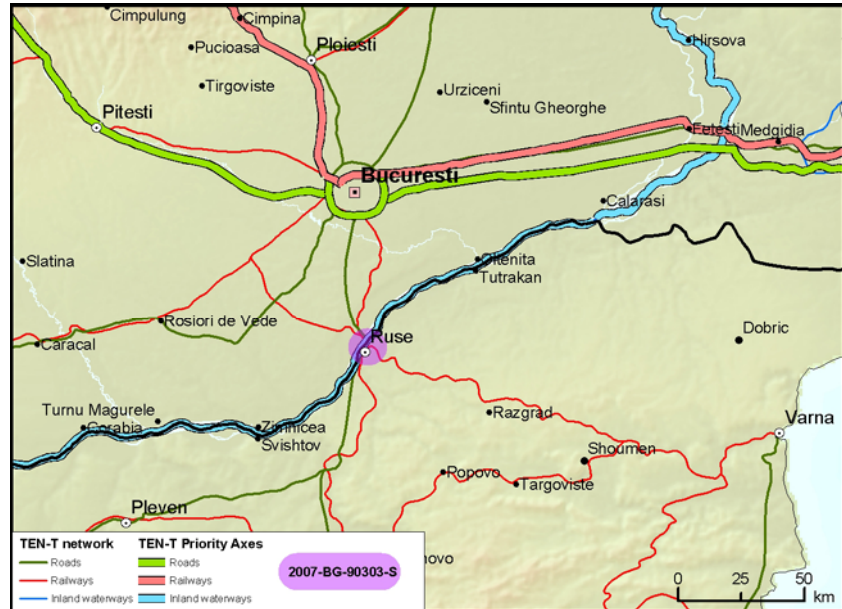 Cimpulung
Cimpina
Pucioasa
Ploiesti
Hirsova
Tirgoviste
Urziceni
Sfintu Gheorghe
Pitesti
Fetesti
Medgidia
Bucuresti
Calarasi
Slatina
Oltenita
Tutrakan
Rosiori de Vede
Ruse
Dobric
Caracal
Turnu Magurele
Corabia
Zimnicea
Svishtov
Razgrad
Varna
Shoumen
Popovo
Targoviste
Pleven
novo
TEN-T network
TEN-T Priority Axes
Roads
Roads
2007-BG-90303-S
Railways
Railways
Inland waterways
Inland waterways
0 25 50
km